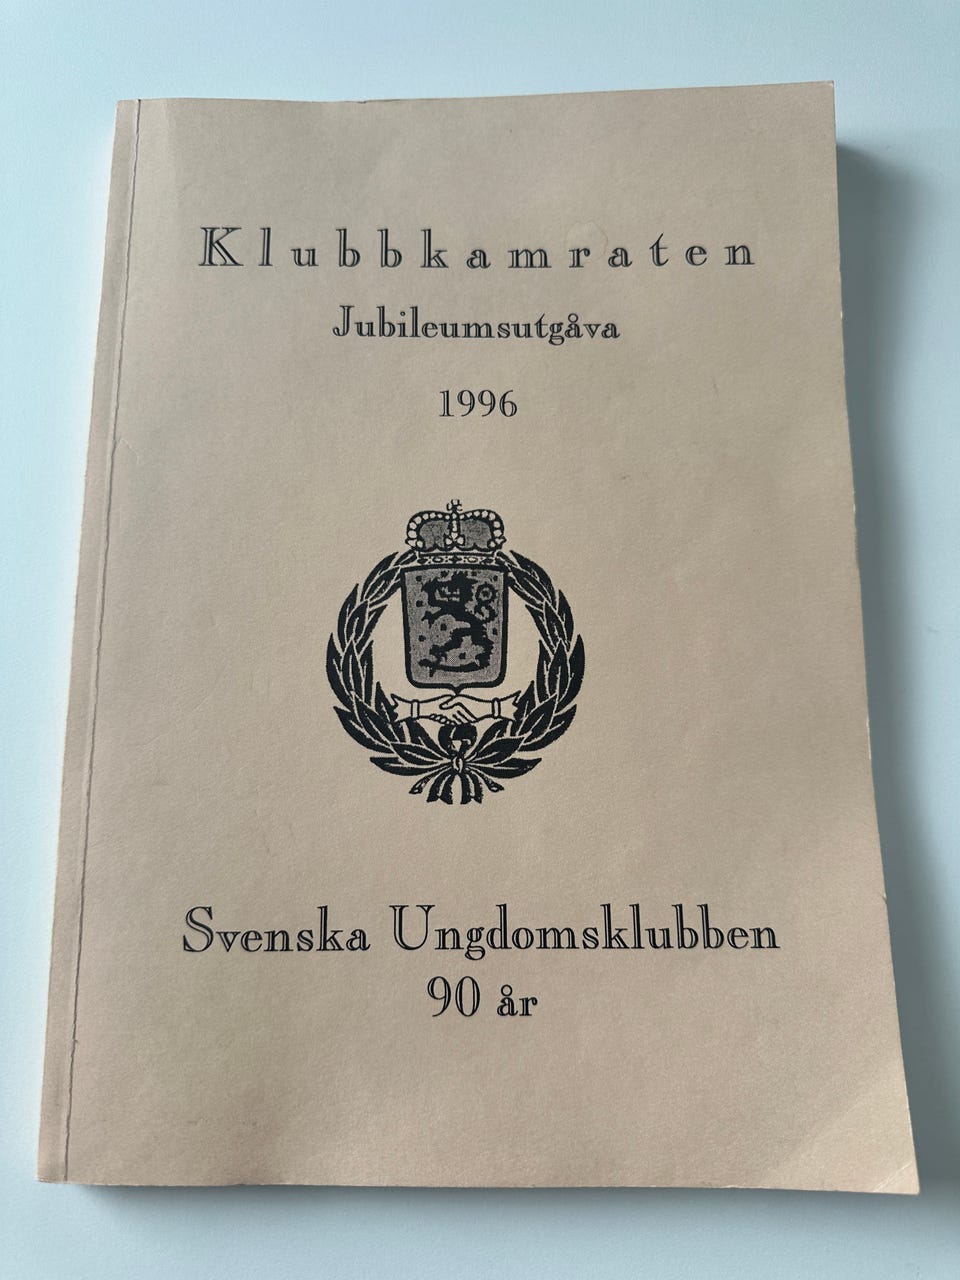 Klubbkamraten
Jubileumsutgåva
1996
Svenska Ungdomsklubben
90 år